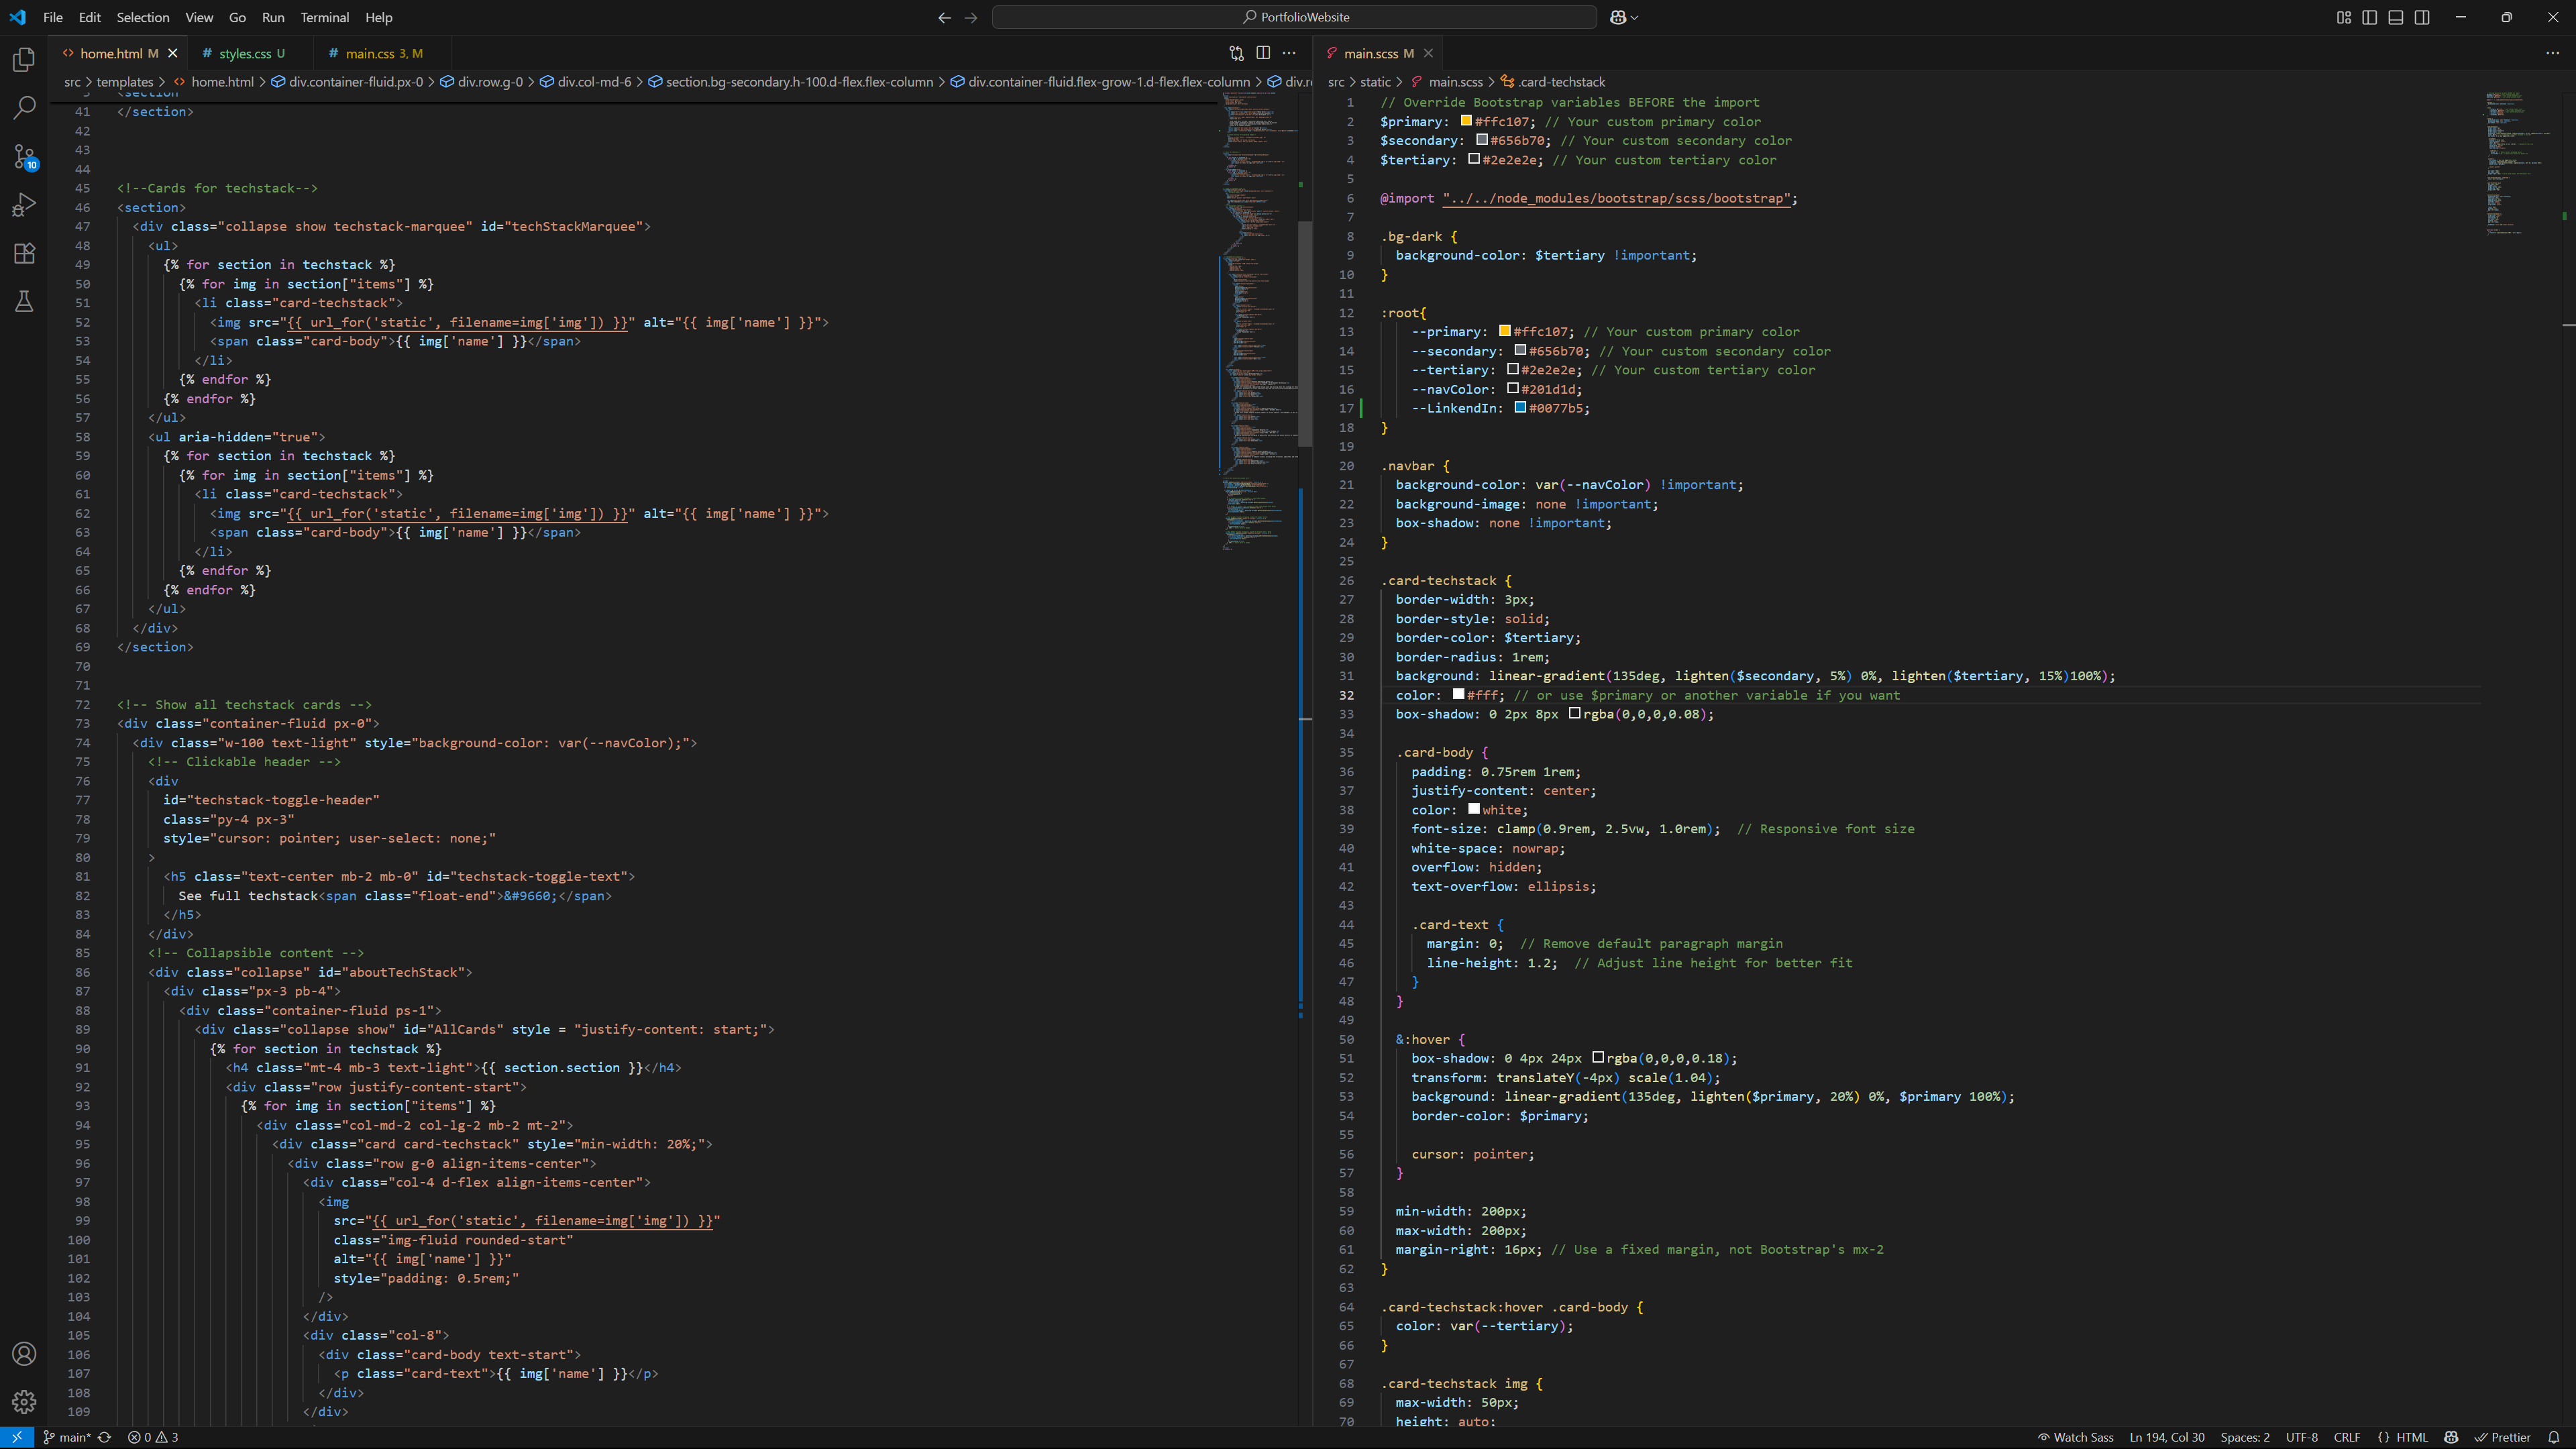 File Edit Selection View Go Run Terminal Help
PortfolioWebsite
home.html M
styles.css U
main.css 3, M
src > templates > home.html > div.container-fluid.px-0 > div.row.g-0 > div.col-md-6 > section.bg-secondary.h-100.d-flex.flex-column > div.container-fluid.flex-grow-1.d-flex.flex-column > div.r
41 </section>
42
43
44
45 <!--Cards for techstack-->
46 <section>
47 <div class="collapse show techstack-marquee" id="techStackMarquee">
48 <ul>
49 {% for section in techstack %}
50 {% for img in section["items"] %}
51 <li class="card-techstack">
52 <img src="{{ url_for('static', filename=img['img']) }}" alt="{{ img['name'] }}">
53 <span class="card-body">{{ img['name'] }}</span>
54 </li>
55 {% endfor %}
56 {% endfor %}
57 </ul>
58 <ul aria-hidden="true">
59 {% for section in techstack %}
60 {% for img in section["items"] %}
61 <li class="card-techstack">
62 <img src="{{ url_for('static', filename=img['img']) }}" alt="{{ img['name'] }}">
63 <span class="card-body">{{ img['name'] }}</span>
64 </li>
65 {% endfor %}
66 {% endfor %}
67 </ul>
68 </div>
69 </section>
70
71
72 <!-- Show all techstack cards -->
73 <div class="container-fluid px-0">
74 <div class="w-100 text-light" style="background-color: var(--navColor);">
75 <!-- Clickable header -->
76 <div
77 id="techstack-toggle-header"
78 class="py-4 px-3"
79 style="cursor: pointer; user-select: none;"
80 >
81 <h5 class="text-center mb-2 mb-0" id="techstack-toggle-text">
82 See full techstack<span class="float-end">&#9660;</span>
83 </h5>
84 </div>
85 <!-- Collapsible content -->
86 <div class="collapse" id="aboutTechStack">
87 <div class="px-3 pb-4">
88 <div class="container-fluid ps-1">
89 <div class="collapse show" id="AllCards" style = "justify-content: start;">
90 {% for section in techstack %}
91 <h4 class="mt-4 mb-3 text-light">{{ section.section }}</h4>
92 <div class="row justify-content-start">
93 {% for img in section["items"] %}
94 <div class="col-md-2 col-lg-2 mb-2 mt-2">
95 <div class="card card-techstack" style="min-width: 20%;">
96 <div class="row g-0 align-items-center">
97 <div class="col-4 d-flex align-items-center">
98 <img
99 src="{{ url_for('static', filename=img['img']) }}"
100 class="img-fluid rounded-start"
101 alt="{{ img['name'] }}"
102 style="padding: 0.5rem;"
103 />
104 </div>
105 <div class="col-8">
106 <div class="card-body text-start">
107 <p class="card-text">{{ img['name'] }}</p>
108 </div>
109 </div>
main.scss M
src > static > main.scss > .card-techstack
1 // Override Bootstrap variables BEFORE the import
2 $primary: #ffc107; // Your custom primary color
3 $secondary: #656b70; // Your custom secondary color
4 $tertiary: #2e2e2e; // Your custom tertiary color
5
6 @import "../../node_modules/bootstrap/scss/bootstrap";
7
8 .bg-dark {
9 background-color: $tertiary !important;
10 }
11
12 :root{
13 --primary: #ffc107; // Your custom primary color
14 --secondary: #656b70; // Your custom secondary color
15 --tertiary: #2e2e2e; // Your custom tertiary color
16 --navColor: #201d1d;
17 --LinkendIn: #0077b5;
18 }
19
20 .navbar {
21 background-color: var(--navColor) !important;
22 background-image: none !important;
23 box-shadow: none !important;
24 }
25
26 .card-techstack {
27 border-width: 3px;
28 border-style: solid;
29 border-color: $tertiary;
30 border-radius: 1rem;
31 background: linear-gradient(135deg, lighten($secondary, 5%) 0%, lighten($tertiary, 15%)100%);
32 color: #fff; // or use $primary or another variable if you want
33 box-shadow: 0 2px 8px rgba(0,0,0,0.08);
34
35 .card-body {
36 padding: 0.75rem 1rem;
37 justify-content: center;
38 color: white;
39 font-size: clamp(0.9rem, 2.5vw, 1.0rem); // Responsive font size
40 white-space: nowrap;
41 overflow: hidden;
42 text-overflow: ellipsis;
43
44 .card-text {
45 margin: 0; // Remove default paragraph margin
46 line-height: 1.2; // Adjust line height for better fit
47 }
48 }
49
50 &:hover {
51 box-shadow: 0 4px 24px rgba(0,0,0,0.18);
52 transform: translateY(-4px) scale(1.04);
53 background: linear-gradient(135deg, lighten($primary, 20%) 0%, $primary 100%);
54 border-color: $primary;
55
56 cursor: pointer;
57 }
58
59 min-width: 200px;
60 max-width: 200px;
61 margin-right: 16px; // Use a fixed margin, not Bootstrap's mx-2
62 }
63
64 .card-techstack:hover .card-body {
65 color: var(--tertiary);
66 }
67
68 .card-techstack img {
69 max-width: 50px;
70 height: auto;
10
main* 0 3
Watch Sass Ln 194, Col 30 Spaces: 2 UTF-8 CRLF {} HTML Prettier